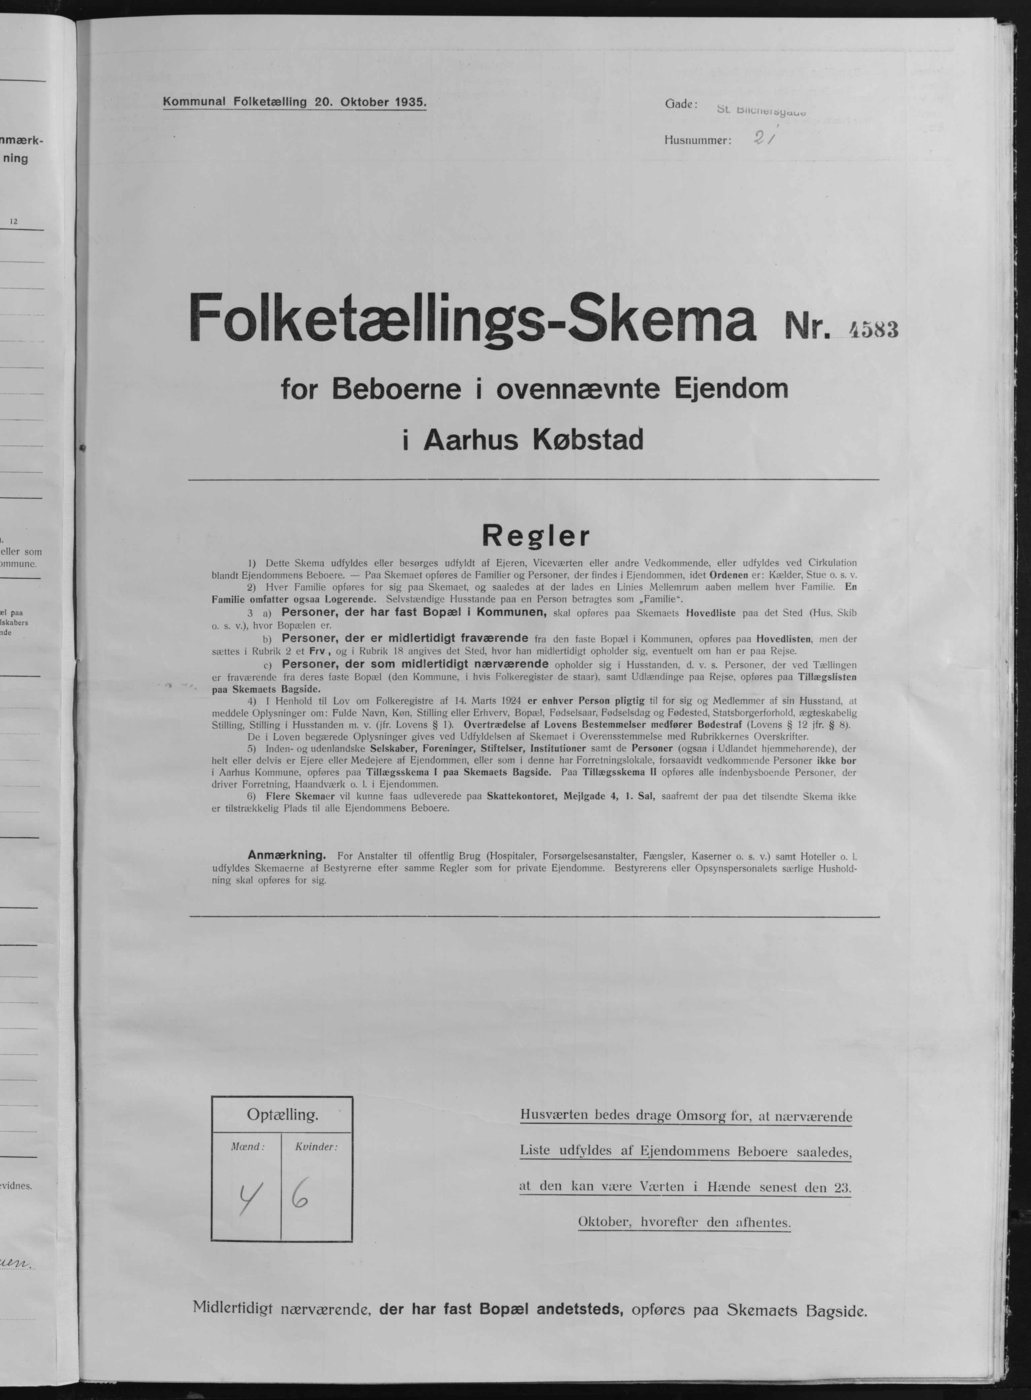 Kommunal Folketælling 20. Oktober 1935.
Gade: St. Blichersgade
Husnummer: 21
nmærk-
ning
12
Folketællings-Skema Nr. 4583
for Beboerne i ovennævnte Ejendom
i Aarhus Købstad
Regler
1) Dette Skema udfyldes eller besørges udfyldt af Ejeren, Viceværten eller andre Vedkommende, eller udfyldes ved Cirkulation
blandt Ejendommens Beboere. — Paa Skemaet opføres de Familier og Personer, der findes i Ejendommen, idet Ordenen er: Kælder, Stue o. s. v.
2) Hver Familie opføres for sig paa Skemaet, og saaledes at der lades en Linies Mellemrum aaben mellem hver Familie. En
Familie omfatter ogsaa Logerende. Selvstændige Husstande paa en Person betragtes som „Familie“.
3 a) Personer, der har fast Bopæl i Kommunen, skal opføres paa Skemaets Hovedliste paa det Sted (Hus, Skib
o. s. v.), hvor Bopælen er.
b) Personer, der er midlertidigt fraværende fra den faste Bopæl i Kommunen, opføres paa Hovedlisten, men der
sættes i Rubrik 2 et Frv, og i Rubrik 18 angives det Sted, hvor han midlertidigt opholder sig, eventuelt om han er paa Rejse.
c) Personer, der som midlertidigt nærværende opholder sig i Husstanden, d. v. s. Personer, der ved Tællingen
er fraværende fra deres faste Bopæl (den Kommune, i hvis Folkeregister de staar), samt Udlændinge paa Rejse, opføres paa Tillægslisten
paa Skemaets Bagside.
4) I Henhold til Lov om Folkeregistre af 14. Marts 1924 er enhver Person pligtig til for sig og Medlemmer af sin Husstand, at
meddele Oplysninger om: Fulde Navn, Køn, Stilling eller Erhverv, Bopæl, Fødselsaar, Fødselsdag og Fødested, Statsborgerforhold, ægteskabelig
Stilling, Stilling i Husstanden m. v. (jfr. Lovens § 1). Overtrædelse af Lovens Bestemmelser medfører Bødestraf (Lovens § 12 jfr. § 8).
De i Loven begærede Oplysninger gives ved Udfyldelsen af Skemaet i Overensstemmelse med Rubrikkernes Overskrifter.
5) Inden- og udenlandske Selskaber, Foreninger, Stiftelser, Institutioner samt de Personer (ogsaa i Udlandet hjemmehørende), der
helt eller delvis er Ejere eller Medejere af Ejendommen, eller som i denne har Forretningslokale, forsaavidt vedkommende Personer ikke bor
i Aarhus Kommune, opføres paa Tillægsskema I paa Skemaets Bagside. Paa Tillægsskema II opføres alle indenbysboende Personer, der
driver Forretning, Haandværk o. l. i Ejendommen.
6) Flere Skemaer vil kunne faas udleverede paa Skattekontoret, Mejlgade 4, 1. Sal, saafremt der paa det tilsendte Skema ikke
er tilstrækkelig Plads til alle Ejendommens Beboere.
Anmærkning. For Anstalter til offentlig Brug (Hospitaler, Forsørgelsesanstalter, Fængsler, Kaserner o. s. v.) samt Hoteller o. l.
udfyldes Skemaerne af Bestyrerne efter samme Regler som for private Ejendomme. Bestyrerens eller Opsynspersonalets særlige Hushold-
ning skal opføres for sig.
eller som
ommune.
æl paa
lskabers
nde
vidnes.
Optælling.
Mænd: Kvinder:
4 6
Husværten bedes drage Omsorg for, at nærværende
Liste udfyldes af Ejendommens Beboere saaledes,
at den kan være Værten i Hænde senest den 23.
Oktober, hvorefter den afhentes.
Midlertidigt nærværende, der har fast Bopæl andetsteds, opføres paa Skemaets Bagside.